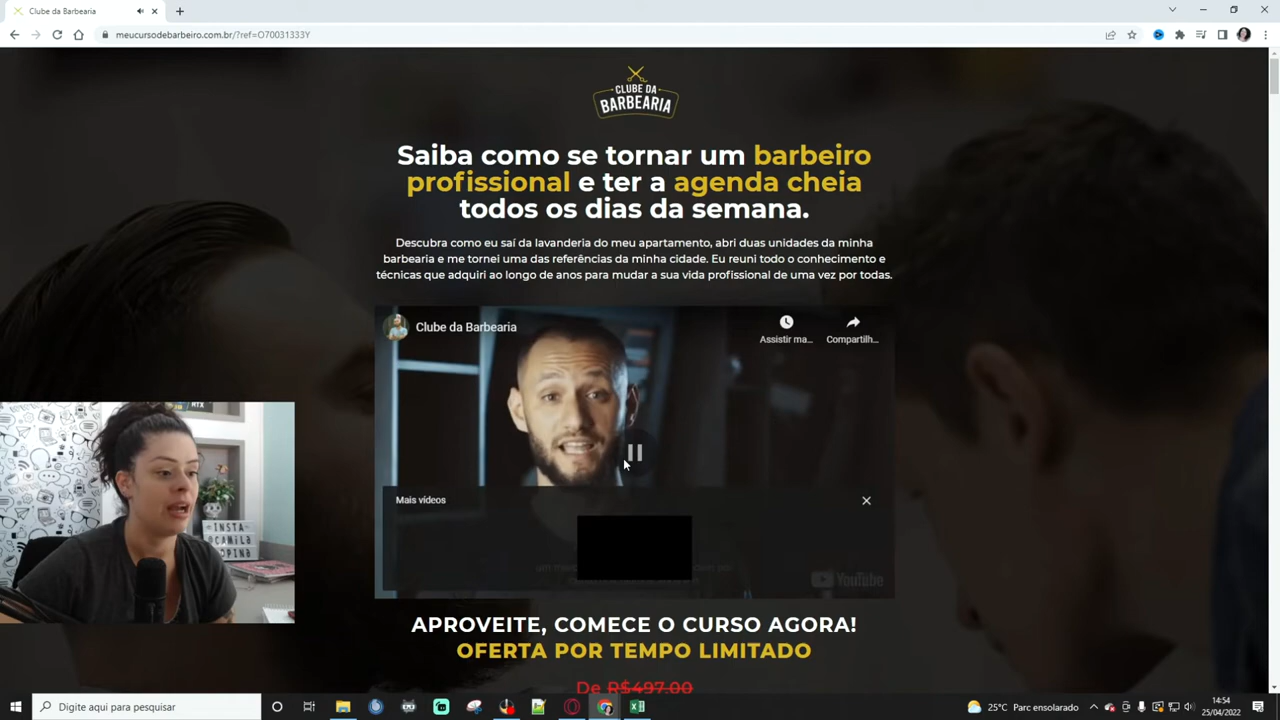 Clube da Barbearia
meucursodebarbeiro.com.br/?ref=O70031333Y
CLUBE DA
BARBEARIA
Saiba como se tornar um barbeiro
profissional e ter a agenda cheia
todos os dias da semana.
Descubra como eu saí da lavanderia do meu apartamento, abri duas unidades da minha
barbearia e me tornei uma das referências da minha cidade. Eu reuni todo o conhecimento e
técnicas que adquiri ao longo de anos para mudar a sua vida profissional de uma vez por todas.
Clube da Barbearia
Assistir ma...
Compartilh...
Mais vídeos
YouTube
RTX
INSTA
@CAMILA
APROVEITE, COMECE O CURSO AGORA!
OFERTA POR TEMPO LIMITADO
De R$497,00
Digite aqui para pesquisar
25°C Parc ensolarado
14:54
25/04/2022